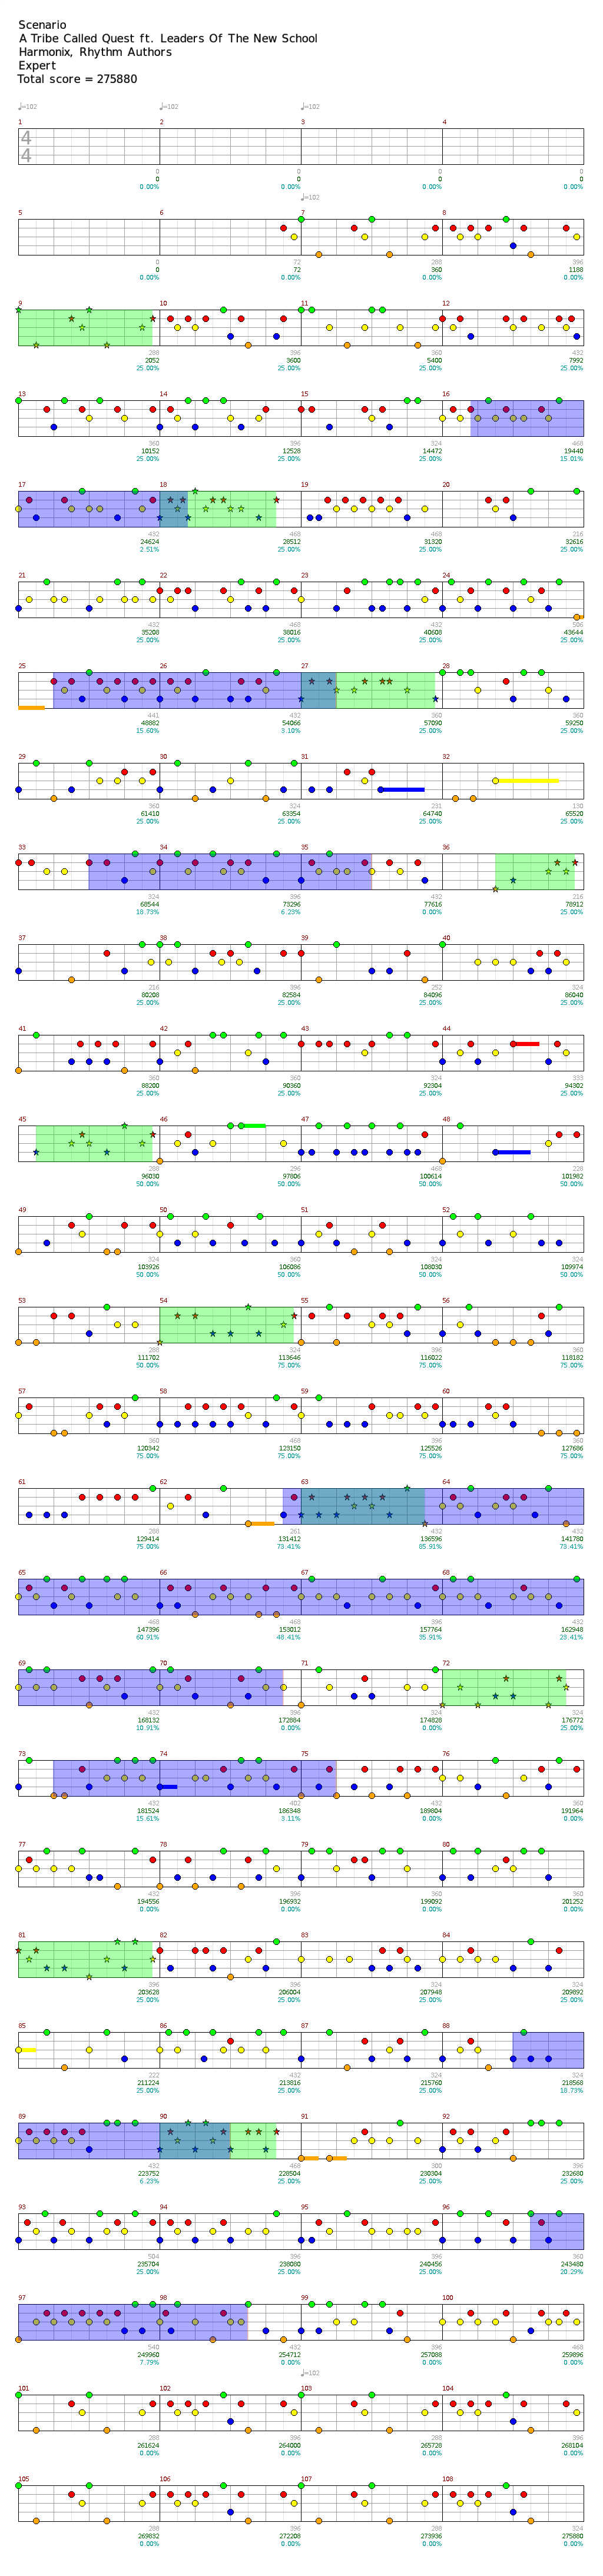 Scenario
A Tribe Called Quest ft. Leaders Of The New School
Harmonix, Rhythm Authors
Expert
Total score = 275880
♩=102 ♩=102 ♩=102
1 2 3 4
4
4
0 0 0 0
0 0 0 0
0.00% 0.00% 0.00% 0.00%
♩=102
5 6 7 8
0 72 288 396
0 72 360 1188
0.00% 0.00% 0.00% 0.00%
9 10 11 12
288 396 360 432
2052 3600 5400 7992
25.00% 25.00% 25.00% 25.00%
13 14 15 16
360 396 360 468
10152 12528 14472 19440
25.00% 25.00% 25.00% 15.01%
17 18 19 20
432 468 468 216
24624 28512 31320 32616
2.51% 25.00% 25.00% 25.00%
21 22 23 24
432 468 432 506
35208 38016 40608 43644
25.00% 25.00% 25.00% 25.00%
25 26 27 28
441 432 360 360
48882 54066 57090 59250
15.60% 3.10% 25.00% 25.00%
29 30 31 32
360 324 231 130
61410 63354 64740 65520
25.00% 25.00% 25.00% 25.00%
33 34 35 36
324 396 432 216
68544 73296 77616 78912
18.73% 6.23% 0.00% 25.00%
37 38 39 40
216 396 252 324
80208 82584 84096 86040
25.00% 25.00% 25.00% 25.00%
41 42 43 44
360 360 324 333
88200 90360 92304 94302
25.00% 25.00% 25.00% 25.00%
45 46 47 48
288 296 468 228
96030 97806 100614 101982
50.00% 50.00% 50.00% 50.00%
49 50 51 52
324 360 324 324
103926 106086 108030 109974
50.00% 50.00% 50.00% 50.00%
53 54 55 56
288 324 396 360
111702 113646 116022 118182
50.00% 75.00% 75.00% 75.00%
57 58 59 60
360 468 396 360
120342 123150 125526 127686
75.00% 75.00% 75.00% 75.00%
61 62 63 64
288 261 432 432
129414 131412 136596 141780
75.00% 73.41% 85.91% 73.41%
65 66 67 68
468 468 396 432
147396 153012 157764 162948
60.91% 48.41% 35.91% 23.41%
69 70 71 72
432 396 324 324
168132 172884 174828 176772
10.91% 0.00% 0.00% 25.00%
73 74 75 76
432 402 432 360
181524 186348 189804 191964
15.61% 3.11% 0.00% 0.00%
77 78 79 80
432 396 360 360
194556 196932 199092 201252
0.00% 0.00% 0.00% 0.00%
81 82 83 84
396 396 324 324
203628 206004 207948 209892
25.00% 25.00% 25.00% 25.00%
85 86 87 88
222 432 324 324
211224 213816 215760 218568
25.00% 25.00% 25.00% 18.73%
89 90 91 92
432 468 300 396
223752 228504 230304 232680
6.23% 25.00% 25.00% 25.00%
93 94 95 96
504 396 396 360
235704 238080 240456 243480
25.00% 25.00% 25.00% 20.29%
97 98 99 100
540 432 396 468
249960 254712 257088 259896
7.79% 0.00% 0.00% 0.00%
♩=102
101 102 103 104
288 396 288 396
261624 264000 265728 268104
0.00% 0.00% 0.00% 0.00%
105 106 107 108
288 396 288 324
269832 272208 273936 275880
0.00% 0.00% 0.00% 0.00%